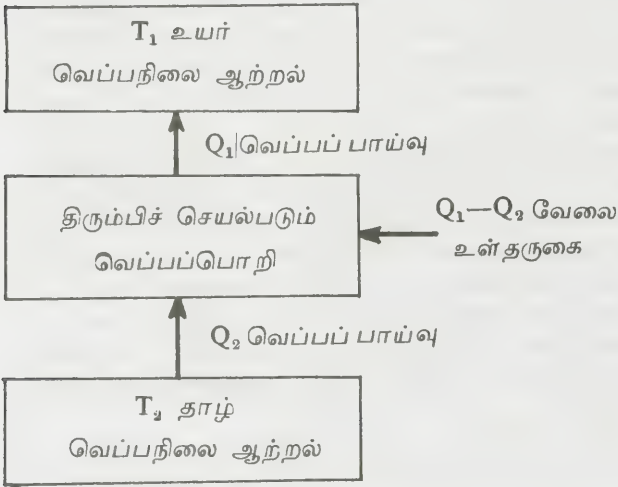 T₁ உயர்
வெப்பநிலை ஆற்றல்
Q₁ வெப்பப் பாய்வு
திரும்பிச் செயல்படும்
வெப்பப்பொறி
Q₁—Q₂ வேலை
உள்தருகை
Q₂ வெப்பப் பாய்வு
T₂ தாழ்
வெப்பநிலை ஆற்றல்